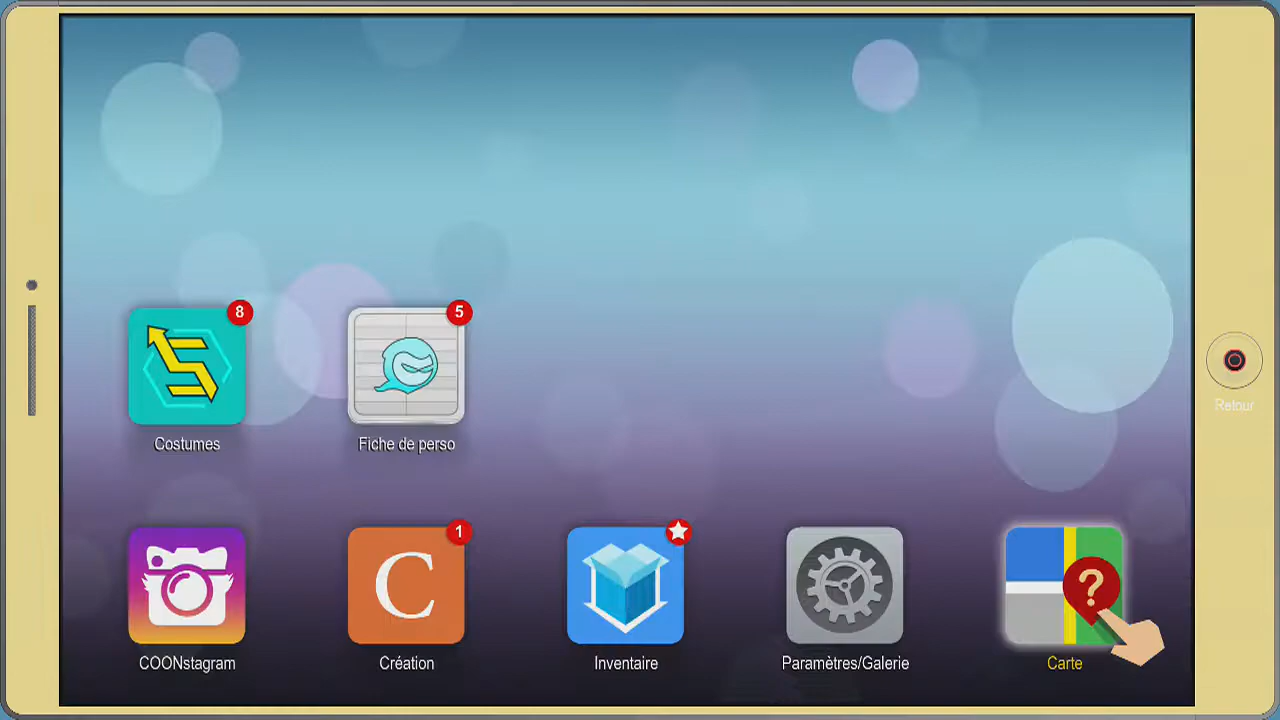 8
5
Costumes
Fiche de perso
Retour
1
C
?
COONstagram
Création
Inventaire
Paramètres/Galerie
Carte